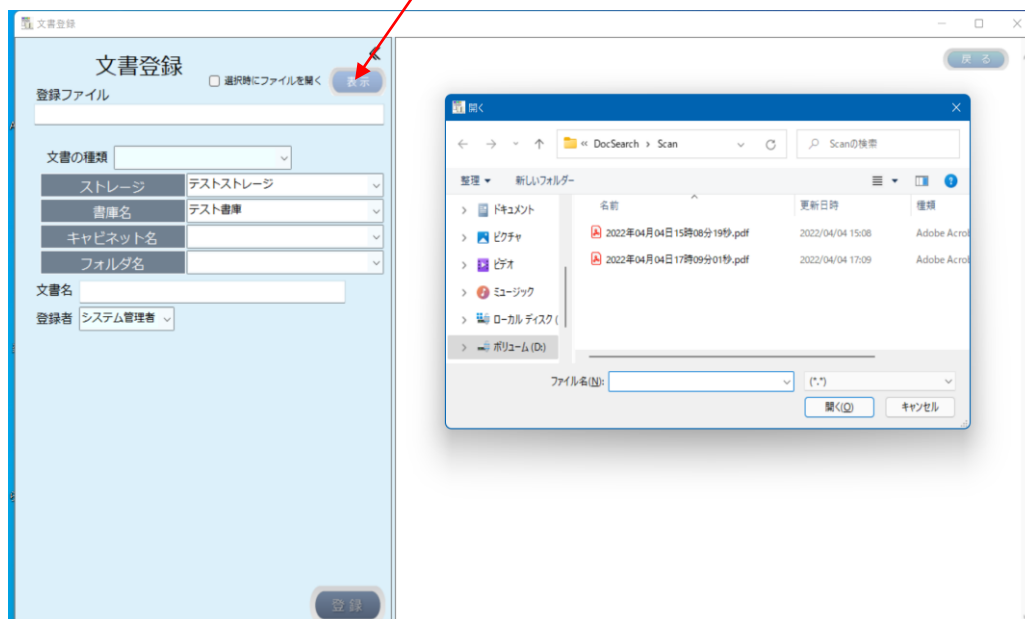 文書登録
文書登録
選択時にファイルを開く
表示
登録ファイル
文書の種類
ストレージ テストストレージ
書庫名 テスト書庫
キャビネット名
フォルダ名
文書名
登録者 システム管理者
登録
戻る
開く
« DocSearch › Scan
Scanの検索
整理 新しいフォルダー
名前 更新日時 種類
ドキュメント
ピクチャ
ビデオ
ミュージック
ローカル ディスク (
ボリューム (D:)
2022年04月04日15時08分19秒.pdf 2022/04/04 15:08 Adobe Acrol
2022年04月04日17時09分01秒.pdf 2022/04/04 17:09 Adobe Acrol
ファイル名(N): (*.*)
開く(O) キャンセル